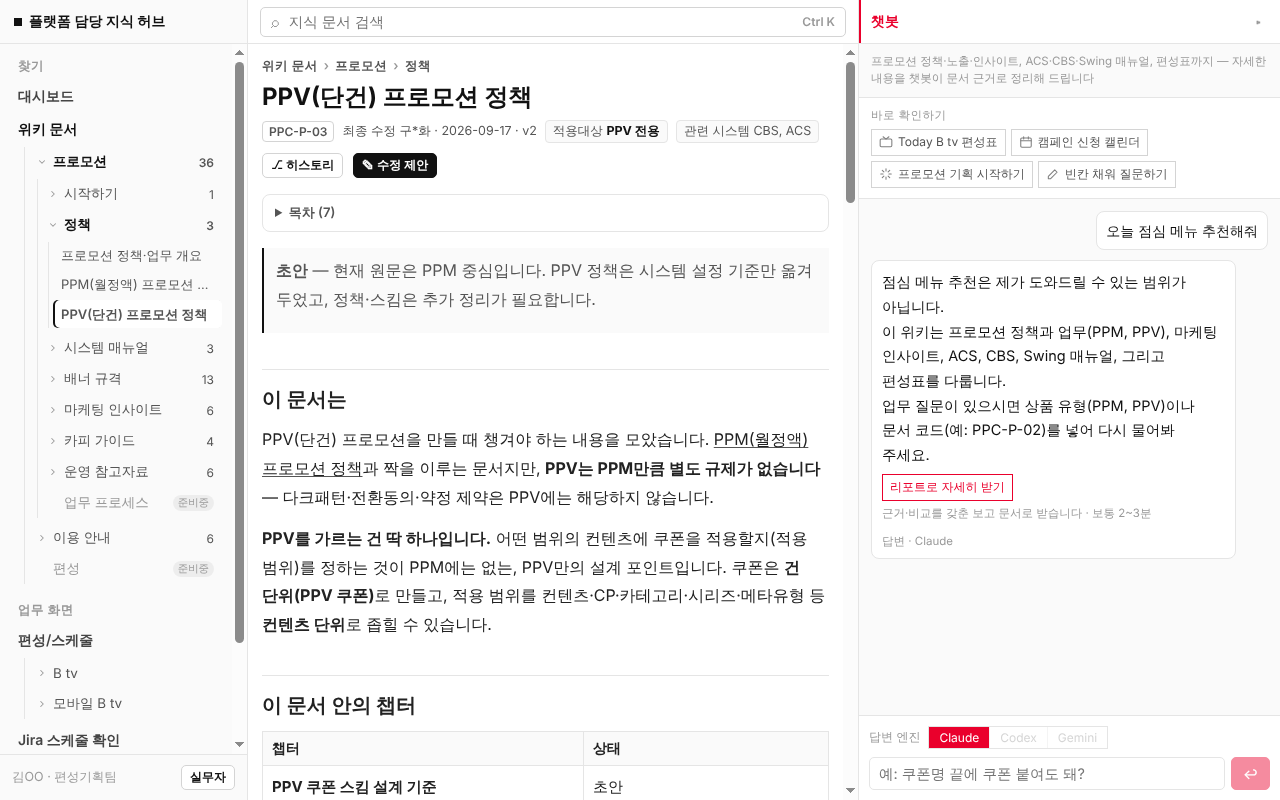 플랫폼 담당 지식 허브
찾기
대시보드
위키 문서
프로모션 36
시작하기 1
정책 3
프로모션 정책·업무 개요
PPM(월정액) 프로모션 ...
PPV(단건) 프로모션 정책
시스템 매뉴얼 3
배너 규격 13
마케팅 인사이트 6
카피 가이드 4
운영 참고자료 6
업무 프로세스 준비중
이용 안내 6
편성 준비중
업무 화면
편성/스케줄
B tv
모바일 B tv
Jira 스케줄 확인
김OO · 편성기획팀 실무자
지식 문서 검색 Ctrl K
위키 문서 › 프로모션 › 정책
PPV(단건) 프로모션 정책
PPC-P-03 최종 수정 구*화 · 2026-09-17 · v2 적용대상 PPV 전용 관련 시스템 CBS, ACS
히스토리 수정 제안
목차 (7)
초안 — 현재 원문은 PPM 중심입니다. PPV 정책은 시스템 설정 기준만 옮겨
두었고, 정책·스킴은 추가 정리가 필요합니다.
이 문서는
PPV(단건) 프로모션을 만들 때 챙겨야 하는 내용을 모았습니다. PPM(월정액)
프로모션 정책과 짝을 이루는 문서지만, PPV는 PPM만큼 별도 규제가 없습니다
— 다크패턴·전환동의·약정 제약은 PPV에는 해당하지 않습니다.
PPV를 가르는 건 딱 하나입니다. 어떤 범위의 컨텐츠에 쿠폰을 적용할지(적용
범위)를 정하는 것이 PPM에는 없는, PPV만의 설계 포인트입니다. 쿠폰은 건
단위(PPV 쿠폰)로 만들고, 적용 범위를 컨텐츠·CP·카테고리·시리즈·메타유형 등
컨텐츠 단위로 좁힐 수 있습니다.
이 문서 안의 챕터
챕터 상태
PPV 쿠폰 스킴 설계 기준 초안
챗봇
프로모션 정책·노출·인사이트, ACS·CBS·Swing 매뉴얼, 편성표까지 — 자세한
내용을 챗봇이 문서 근거로 정리해 드립니다
바로 확인하기
Today B tv 편성표 캠페인 신청 캘린더
프로모션 기획 시작하기 빈칸 채워 질문하기
오늘 점심 메뉴 추천해줘
점심 메뉴 추천은 제가 도와드릴 수 있는 범위가
아닙니다.
이 위키는 프로모션 정책과 업무(PPM, PPV), 마케팅
인사이트, ACS, CBS, Swing 매뉴얼, 그리고
편성표를 다룹니다.
업무 질문이 있으시면 상품 유형(PPM, PPV)이나
문서 코드(예: PPC-P-02)를 넣어 다시 물어봐
주세요.
리포트로 자세히 받기
근거·비교를 갖춘 보고 문서로 받습니다 · 보통 2~3분
답변 · Claude
답변 엔진 Claude Codex Gemini
예: 쿠폰명 끝에 쿠폰 붙여도 돼?